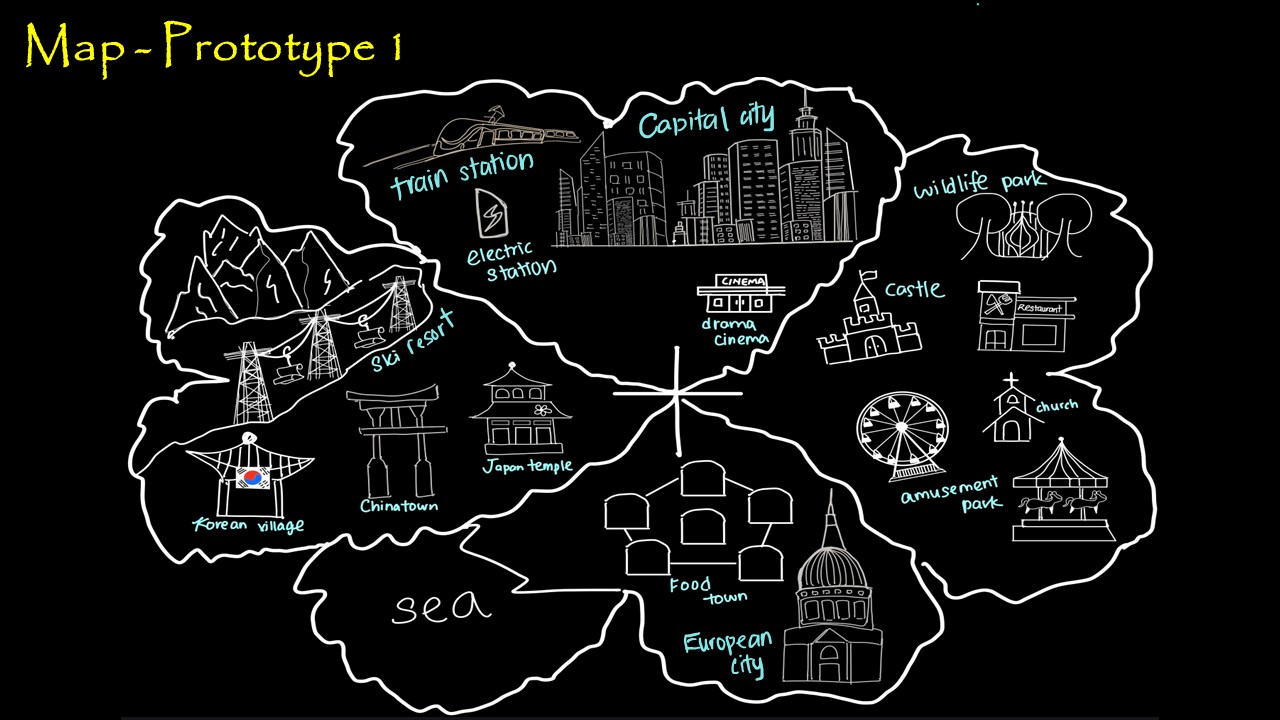 Map - Prototype 1
Capital city
train station
electric
station
CINEMA
drama
cinema
wildlife park
castle
Restaurant
ski resort
church
amusement
park
Japan temple
Chinatown
Korean village
Food
town
sea
European
city